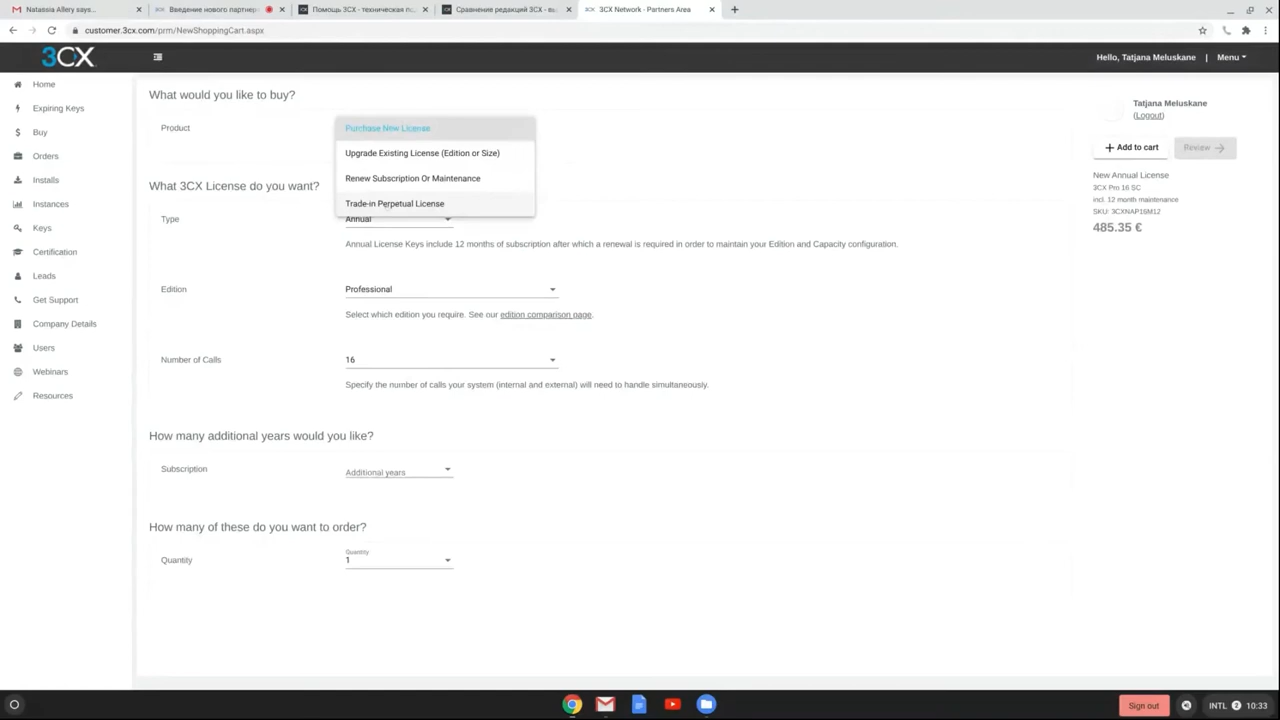 Natassia Allery says...
Введение нового партнер
Помощь 3CX - техническая по
Сравнение редакций 3CX - вы
3CX Network - Partners Area
customer.3cx.com/prm/NewShoppingCart.aspx
3CX
Hello, Tatjana Meluskane | Menu
Home
Expiring Keys
Buy
Orders
Installs
Instances
Keys
Certification
Leads
Get Support
Company Details
Users
Webinars
Resources
What would you like to buy?
Product
Purchase New License
Upgrade Existing License (Edition or Size)
Renew Subscription Or Maintenance
Trade-in Perpetual License
What 3CX License do you want?
Type
Annual
Annual License Keys include 12 months of subscription after which a renewal is required in order to maintain your Edition and Capacity configuration.
Edition
Professional
Select which edition you require. See our edition comparison page.
Number of Calls
16
Specify the number of calls your system (internal and external) will need to handle simultaneously.
How many additional years would you like?
Subscription
Additional years
How many of these do you want to order?
Quantity
Quantity
1
Tatjana Meluskane
(Logout)
Add to cart
Review
New Annual License
3CX Pro 16 SC
incl. 12 month maintenance
SKU: 3CXNAP16M12
485.35 €
Sign out
INTL
2
10:33